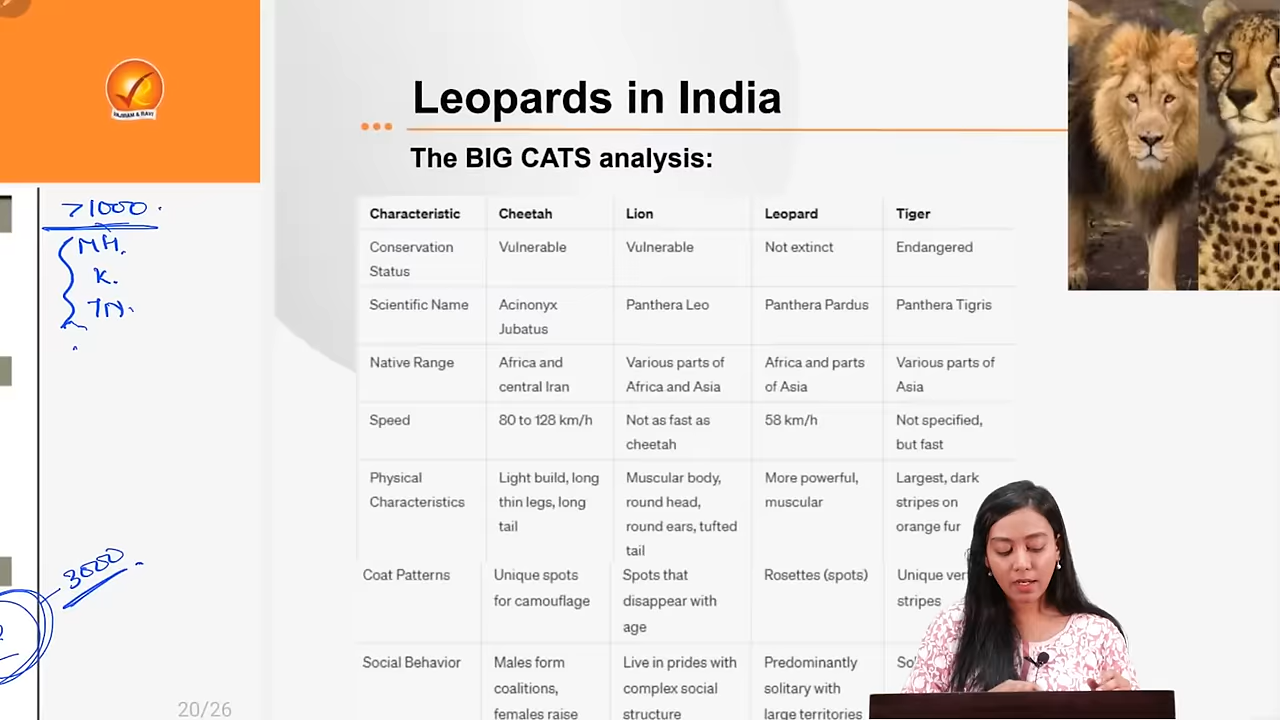 Leopards in India
The BIG CATS analysis:
>1000.
MH.
K.
TN.
3000
Characteristic Cheetah Lion Leopard Tiger
Conservation Status Vulnerable Vulnerable Not extinct Endangered
Scientific Name Acinonyx Jubatus Panthera Leo Panthera Pardus Panthera Tigris
Native Range Africa and central Iran Various parts of Africa and Asia Africa and parts of Asia Various parts of Asia
Speed 80 to 128 km/h Not as fast as cheetah 58 km/h Not specified, but fast
Physical Characteristics Light build, long thin legs, long tail Muscular body, round head, round ears, tufted tail More powerful, muscular Largest, dark stripes on orange fur
Coat Patterns Unique spots for camouflage Spots that disappear with age Rosettes (spots) Unique stripes
Social Behavior Males form coalitions, females raise Live in prides with complex social structure Predominantly solitary with large territories
20/26